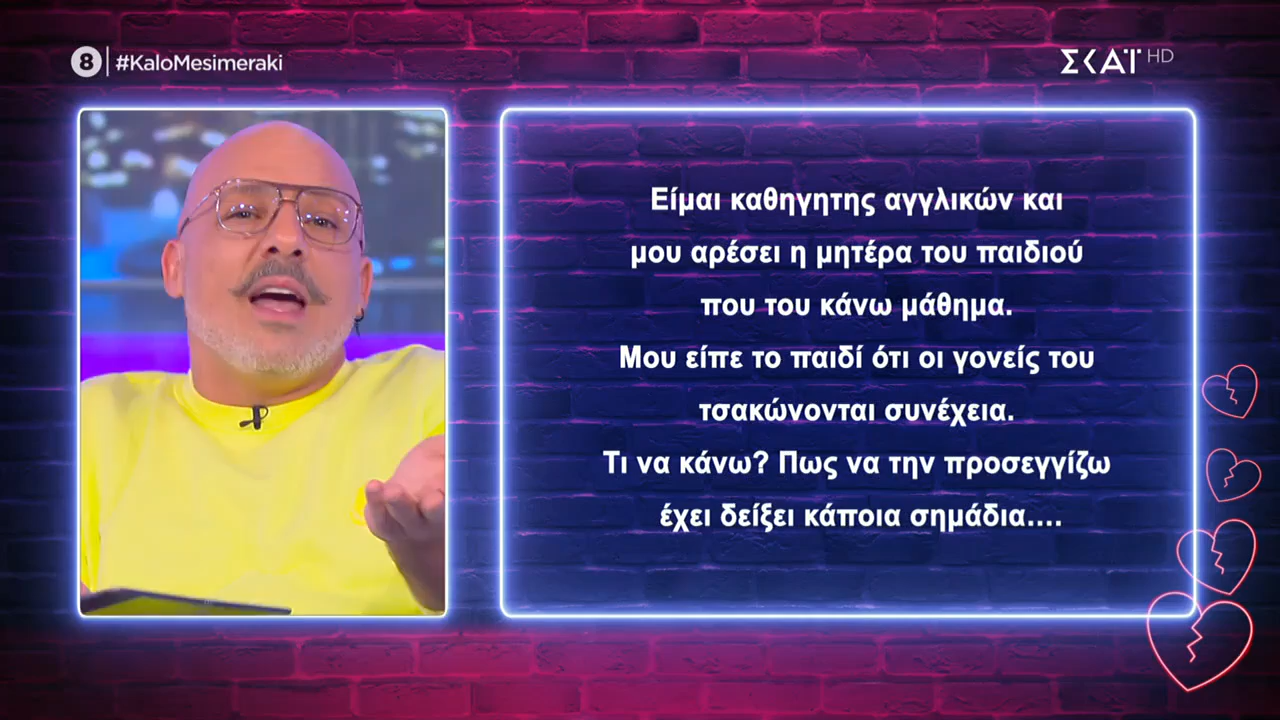 8 #KaloMesimeraki
ΣΚΑΪ HD
Είμαι καθηγητης αγγλικών και
μου αρέσει η μητέρα του παιδιού
που του κάνω μάθημα.
Μου είπε το παιδί ότι οι γονείς του
τσακώνονται συνέχεια.
Τι να κάνω? Πως να την προσεγγίζω
έχει δείξει κάποια σημάδια....